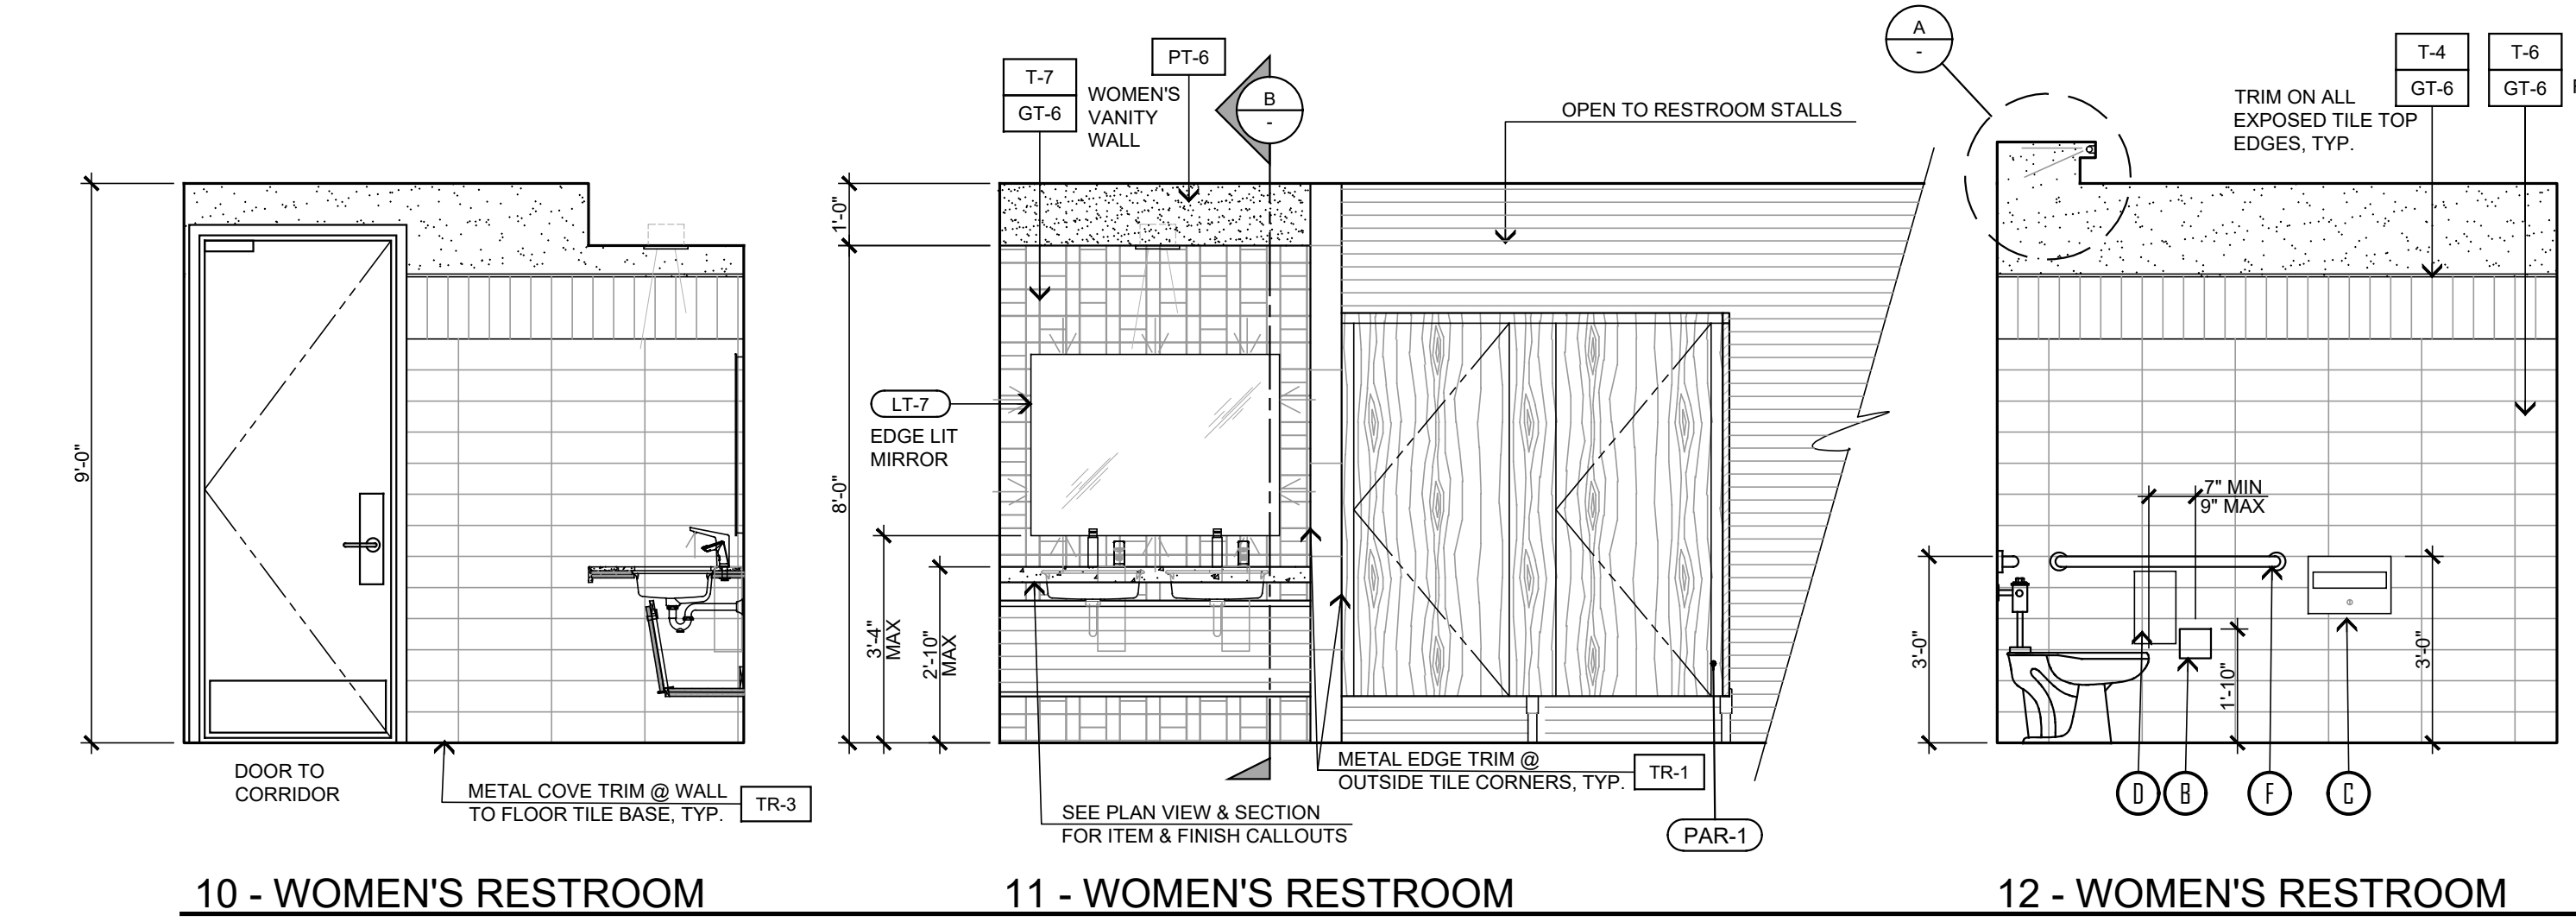 9'-0"
DOOR TO
CORRIDOR
METAL COVE TRIM @ WALL
TO FLOOR TILE BASE, TYP.
TR-3
10 - WOMEN'S RESTROOM
T-7
GT-6
WOMEN'S
VANITY
WALL
PT-6
B
-
OPEN TO RESTROOM STALLS
1'-0"
8'-0"
LT-7
EDGE LIT
MIRROR
3'-4"
MAX
2'-10"
MAX
METAL EDGE TRIM @
OUTSIDE TILE CORNERS, TYP.
TR-1
SEE PLAN VIEW & SECTION
FOR ITEM & FINISH CALLOUTS
PAR-1
11 - WOMEN'S RESTROOM
A
-
TRIM ON ALL
EXPOSED TILE TOP
EDGES, TYP.
T-4
GT-6
T-6
GT-6
7" MIN
9" MAX
3'-0"
1'-10"
3'-0"
D
B
F
C
12 - WOMEN'S RESTROOM